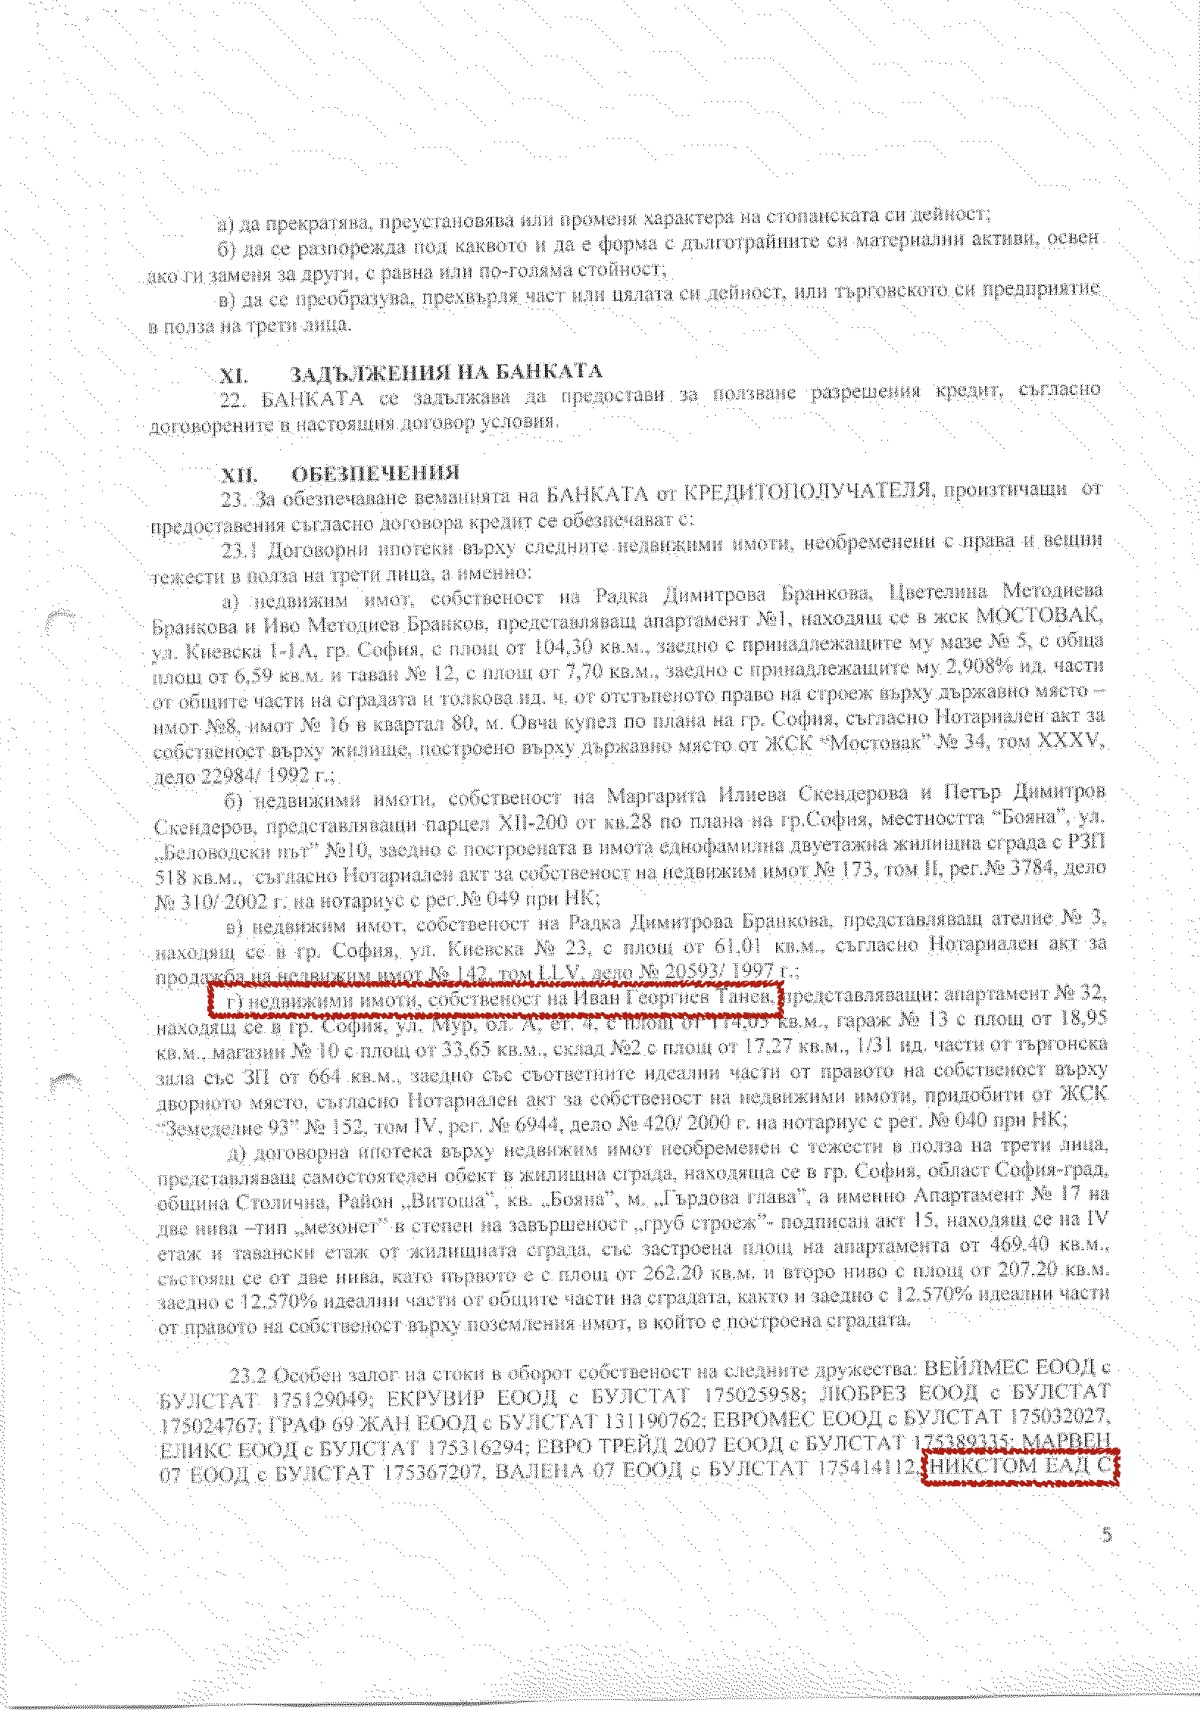 а) да прекратява, преустановява или променя характера на стопанската си дейност;
б) да се разпорежда под каквото и да е форма с дълготрайните си материални активи, освен
ако ги заменя за други, с равна или по-голяма стойност;
в) да се преобразува, прехвърля част или цялата си дейност, или търговското си предприятие
в полза на трети лица.
XI. ЗАДЪЛЖЕНИЯ НА БАНКАТА
22. БАНКАТА се задължава да предостави за ползване разрешения кредит, съгласно
договорените в настоящия договор условия.
XII. ОБЕЗПЕЧЕНИЯ
23. За обезпечаване веманията на БАНКАТА от КРЕДИТОПОЛУЧАТЕЛЯ, произтичащи от
предоставения съгласно договора кредит се обезпечават с:
23.1 Договорни ипотеки върху следните недвижими имоти, необременени с права и вещни
тежести в полза на трети лица, а именно:
а) недвижим имот, собственост на Радка Димитрова Бранкова, Цветелина Методиева
Бранкова и Иво Методиев Бранков, представляващ апартамент №1, находящ се в жск МОСТОВАК,
ул. Киевска 1-1А, гр. София, с площ от 104,30 кв.м., заедно с принадлежащите му мазе № 5, с обща
площ от 6,59 кв.м. и таван № 12, с площ от 7,70 кв.м., заедно с принадлежащите му 2,908% ид. части
от общите части на сградата и толкова ид. ч. от отстъпеното право на строеж върху държавно място –
имот №8, имот № 16 в квартал 80, м. Овча купел по плана на гр. София, съгласно Нотариален акт за
собственост върху жилище, построено върху държавно място от ЖСК “Мостовак” № 34, том XXXV,
дело 22984/ 1992 г.;
б) недвижими имоти, собственост на Маргарита Илиева Скендерова и Петър Димитров
Скендеров, представляващи парцел XII-200 от кв.28 по плана на гр.София, местността “Бояна”, ул.
„Беловодски път” №10, заедно с построената в имота еднофамилна двуетажна жилищна сграда с РЗП
518 кв.м., съгласно Нотариален акт за собственост на недвижим имот № 173, том II, рег.№ 3784, дело
№ 310/ 2002 г. на нотариус с рег.№ 049 при НК;
в) недвижим имот, собственост на Радка Димитрова Бранкова, представляващ ателие № 3,
находящ се в гр. София, ул. Киевска № 23, с площ от 61,01 кв.м., съгласно Нотариален акт за
продажба на недвижим имот № 142, том LLV, дело № 20593/ 1997 г.;
г) недвижими имоти, собственост на Иван Георгиев Танев, представляващи: апартамент № 32,
находящ се в гр. София, ул. Мур, бл. А, ет. 4, с площ от 114,05 кв.м., гараж № 13 с площ от 18,95
кв.м., магазин № 10 с площ от 33,65 кв.м., склад №2 с площ от 17,27 кв.м., 1/31 ид. части от търгонска
зала със ЗП от 664 кв.м., заедно със съответните идеални части от правото на собственост върху
дворното място, съгласно Нотариален акт за собственост на недвижими имоти, придобити от ЖСК
“Земеделие 93” № 152, том IV, рег. № 6944, дело № 420/ 2000 г. на нотариус с рег. № 040 при НК;
д) договорна ипотека върху недвижим имот необременен с тежести в полза на трети лица,
представляващ самостоятелен обект в жилищна сграда, находяща се в гр. София, област София-град,
община Столична, Район „Витоша”, кв. „Бояна”, м. „Гърдова глава”, а именно Апартамент № 17 на
две нива –тип „мезонет” в степен на завършеност „груб строеж”- подписан акт 15, находящ се на IV
етаж и тавански етаж от жилищната сграда, със застроена площ на апартамента от 469.40 кв.м.,
състоящ се от две нива, като първото е с площ от 262.20 кв.м. и второ ниво с площ от 207.20 кв.м.
заедно с 12.570% идеални части от общите части на сградата, както и заедно с 12.570% идеални части
от правото на собственост върху поземления имот, в който е построена сградата.
23.2 Особен залог на стоки в оборот собственост на следните дружества: ВЕЙЛМЕС ЕООД с
БУЛСТАТ 175129049; ЕКРУВИР ЕООД с БУЛСТАТ 175025958; ЛЮБРЕЗ ЕООД с БУЛСТАТ
175024767; ГРАФ 69 ЖАН ЕООД с БУЛСТАТ 131190762; ЕВРОМЕС ЕООД с БУЛСТАТ 175032027,
ЕЛИКС ЕООД с БУЛСТАТ 175316294; ЕВРО ТРЕЙД 2007 ЕООД с БУЛСТАТ 175389335; МАРВЕН
07 ЕООД с БУЛСТАТ 175367207, ВАЛЕНА 07 ЕООД с БУЛСТАТ 175414112, НИКСТОМ ЕАД С
5